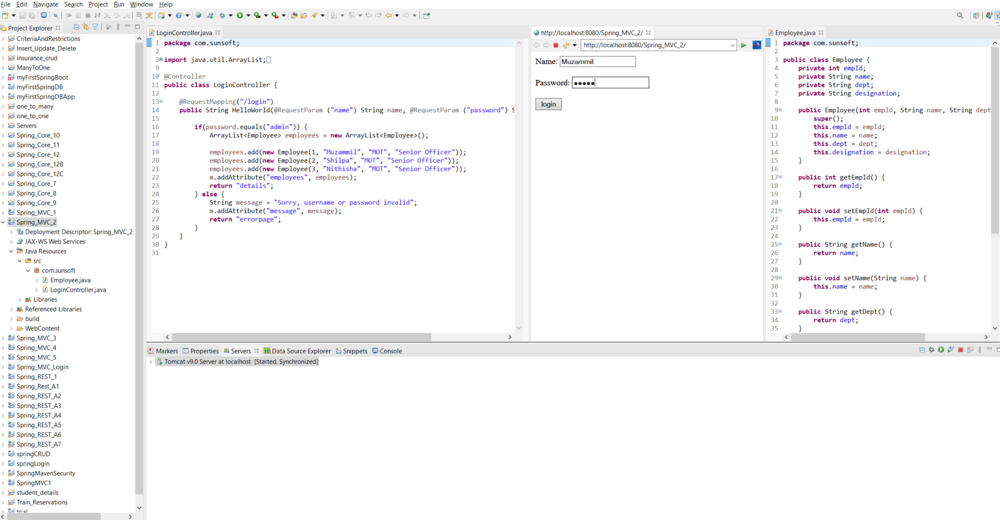 File Edit Navigate Search Project Run Window Help
Project Explorer
CriteriaAndRestrictions
Insert_Update_Delete
insurance_crud
ManyToOne
myFirstSpringBoot
myFirstSpringDB
myFirstSpringDBApp
one_to_many
one_to_one
Servers
Spring_Core_10
Spring_Core_11
Spring_Core_12
Spring_Core_12B
Spring_Core_12C
Spring_Core_7
Spring_Core_8
Spring_Core_9
Spring_MVC_1
Spring_MVC_2
Deployment Descriptor: Spring_MVC_2
JAX-WS Web Services
Java Resources
src
com.sunsoft
Employee.java
LoginController.java
Libraries
Referenced Libraries
build
WebContent
Spring_MVC_3
Spring_MVC_4
Spring_MVC_5
Spring_MVC_Login
Spring_REST_1
Spring_Rest_A1
Spring_REST_A2
Spring_REST_A3
Spring_REST_A4
Spring_REST_A5
Spring_REST_A6
Spring_REST_A7
springCRUD
springLogin
SpringMavenSecurity
SpringMVC1
student_details
Train_Reservations
trial
LoginController.java
1 package com.sunsoft;
2
3 import java.util.ArrayList;
9
10 @Controller
11 public class LoginController {
12
13 @RequestMapping("/login")
14 public String HelloWorld(@RequestParam ("name") String name, @RequestParam ("password") S
15
16 if(password.equals("admin")) {
17 ArrayList<Employee> employees = new ArrayList<Employee>();
18
19 employees.add(new Employee(1, "Muzammil", "MOT", "Senior Officer"));
20 employees.add(new Employee(2, "Shilpa", "MOT", "Senior Officer"));
21 employees.add(new Employee(3, "Nithisha", "MOT", "Senior Officer"));
22 m.addAttribute("employees", employees);
23 return "details";
24 } else {
25 String message = "Sorry, username or password invalid";
26 m.addAttribute("message", message);
27 return "errorpage";
28 }
29 }
30 }
31
http://localhost:8080/Spring_MVC_2/
http://localhost:8080/Spring_MVC_2/
Name: Muzammil
Password: ●●●●●
login
Employee.java
1 package com.sunsoft;
2
3 public class Employee {
4 private int empId;
5 private String name;
6 private String dept;
7 private String designation;
8
9 public Employee(int empId, String name, String dept
10 super();
11 this.empId = empId;
12 this.name = name;
13 this.dept = dept;
14 this.designation = designation;
15 }
16
17 public int getEmpId() {
18 return empId;
19 }
20
21 public void setEmpId(int empId) {
22 this.empId = empId;
23 }
24
25 public String getName() {
26 return name;
27 }
28
29 public void setName(String name) {
30 this.name = name;
31 }
32
33 public String getDept() {
34 return dept;
35 }
Markers Properties Servers Data Source Explorer Snippets Console
Tomcat v9.0 Server at localhost [Started, Synchronized]